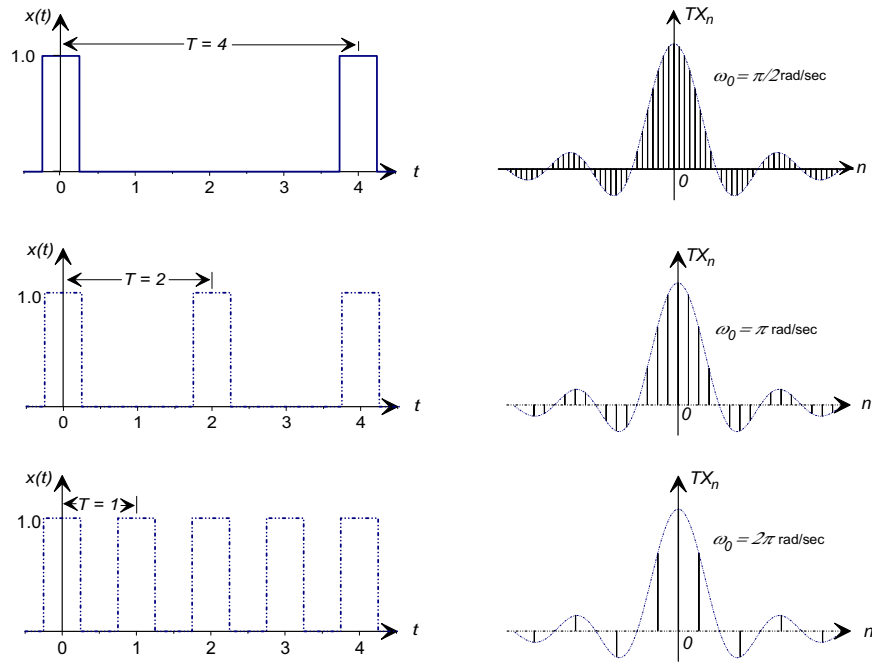 x(t)
T = 4
1.0
t
0 1 2 3 4
TXₙ
ω₀ = π/2 rad/sec
n
0
x(t)
T = 2
1.0
t
0 1 2 3 4
TXₙ
ω₀ = π rad/sec
n
0
x(t)
T = 1
1.0
t
0 1 2 3 4
TXₙ
ω₀ = 2π rad/sec
n
0